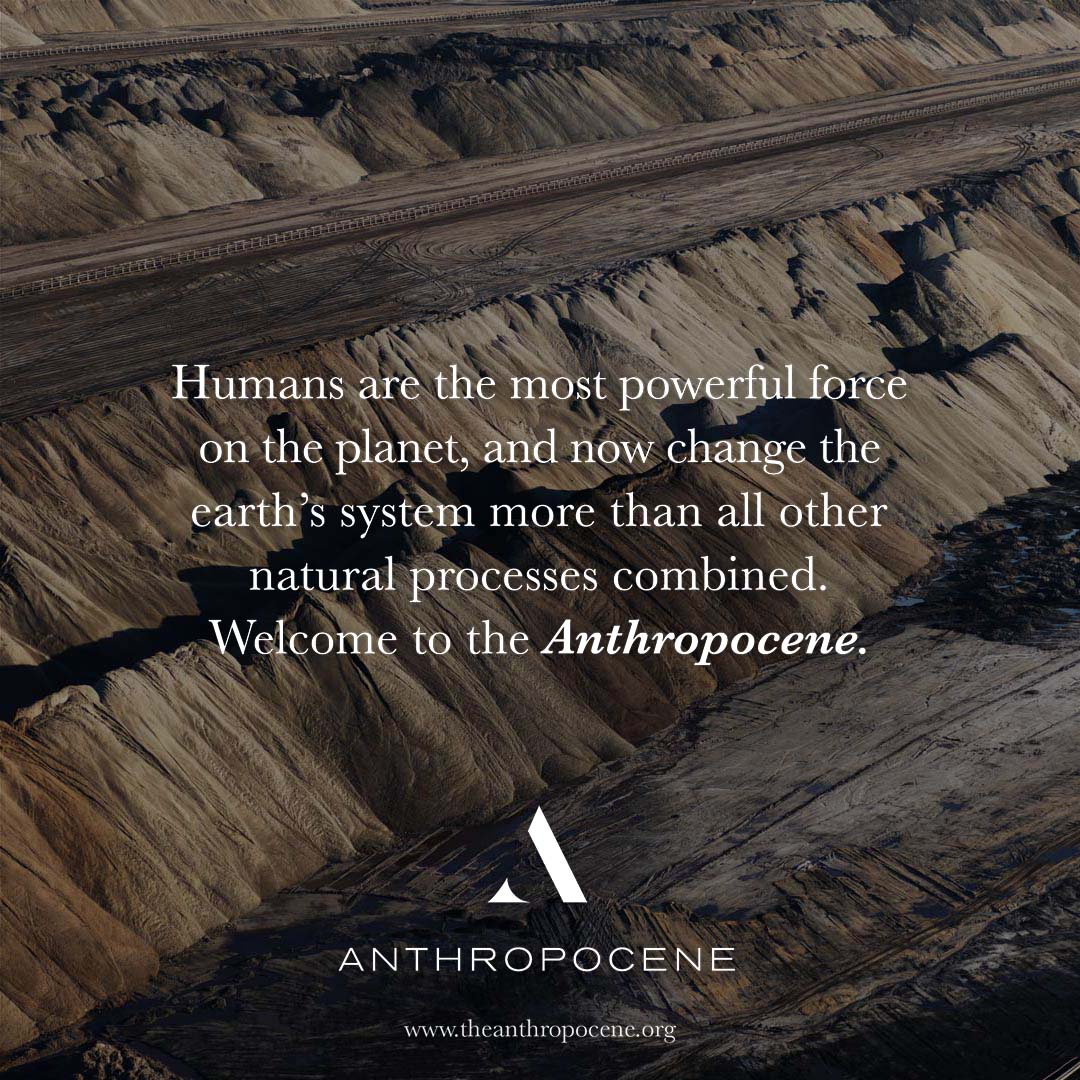 Humans are the most powerful force
on the planet, and now change the
earth’s system more than all other
natural processes combined.
Welcome to the Anthropocene.
ANTHROPOCENE
www.theanthropocene.org